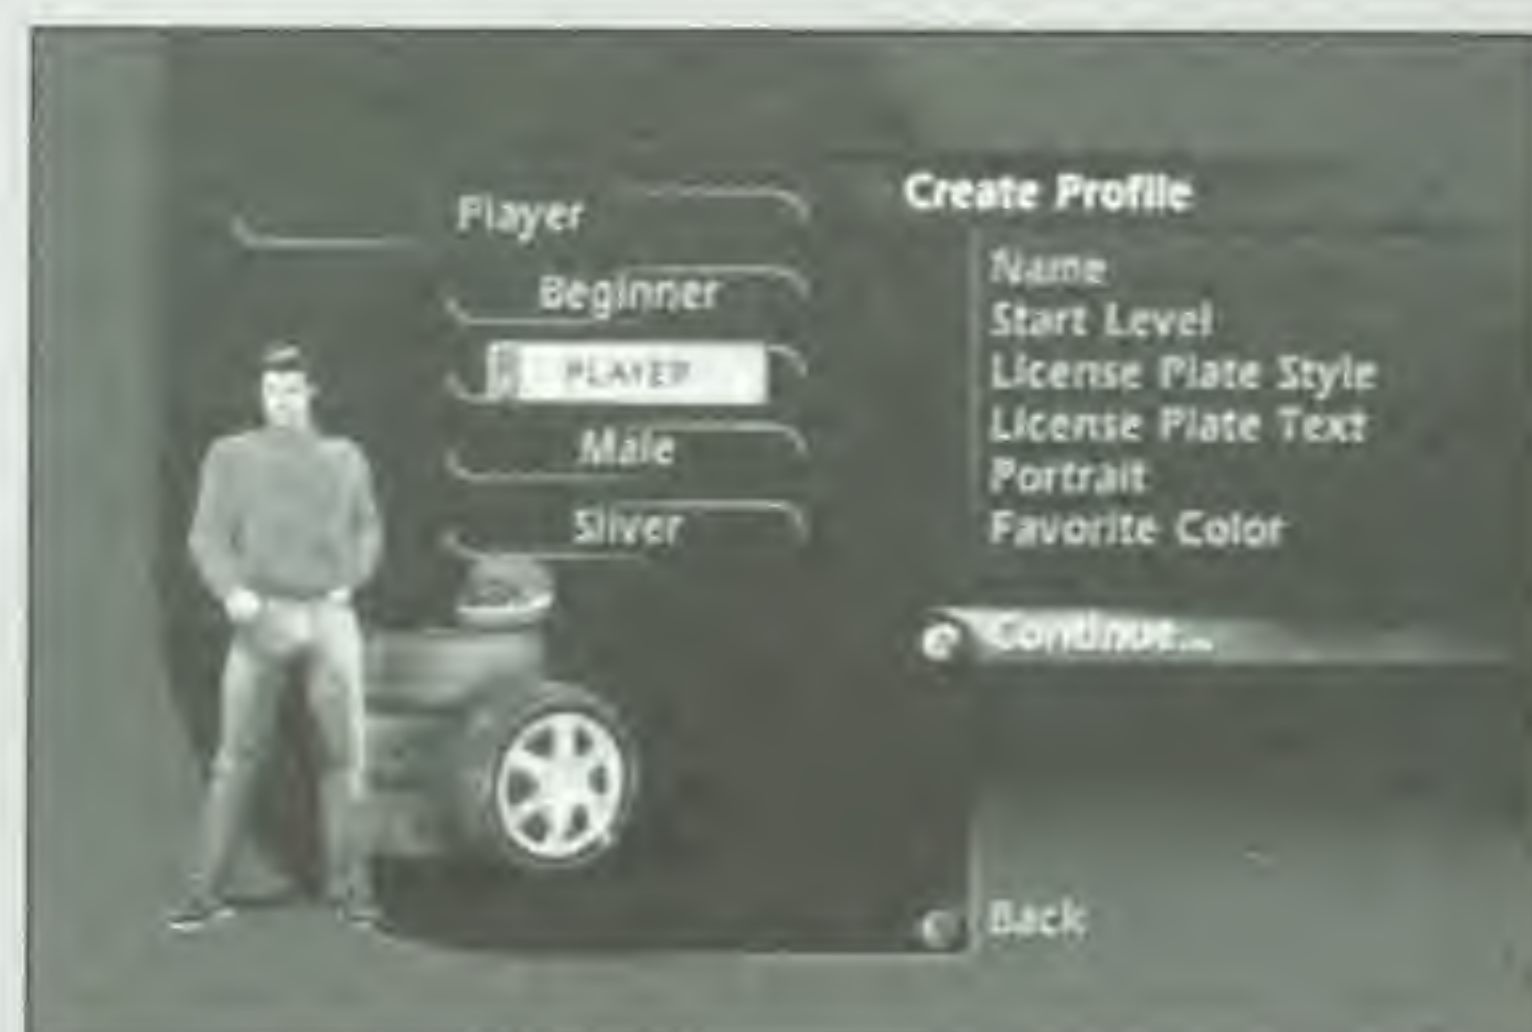 Player
Beginner
PLAYER
Male
Silver
Create Profile
Name
Start Level
License Plate Style
License Plate Text
Portrait
Favorite Color
Continue...
Back